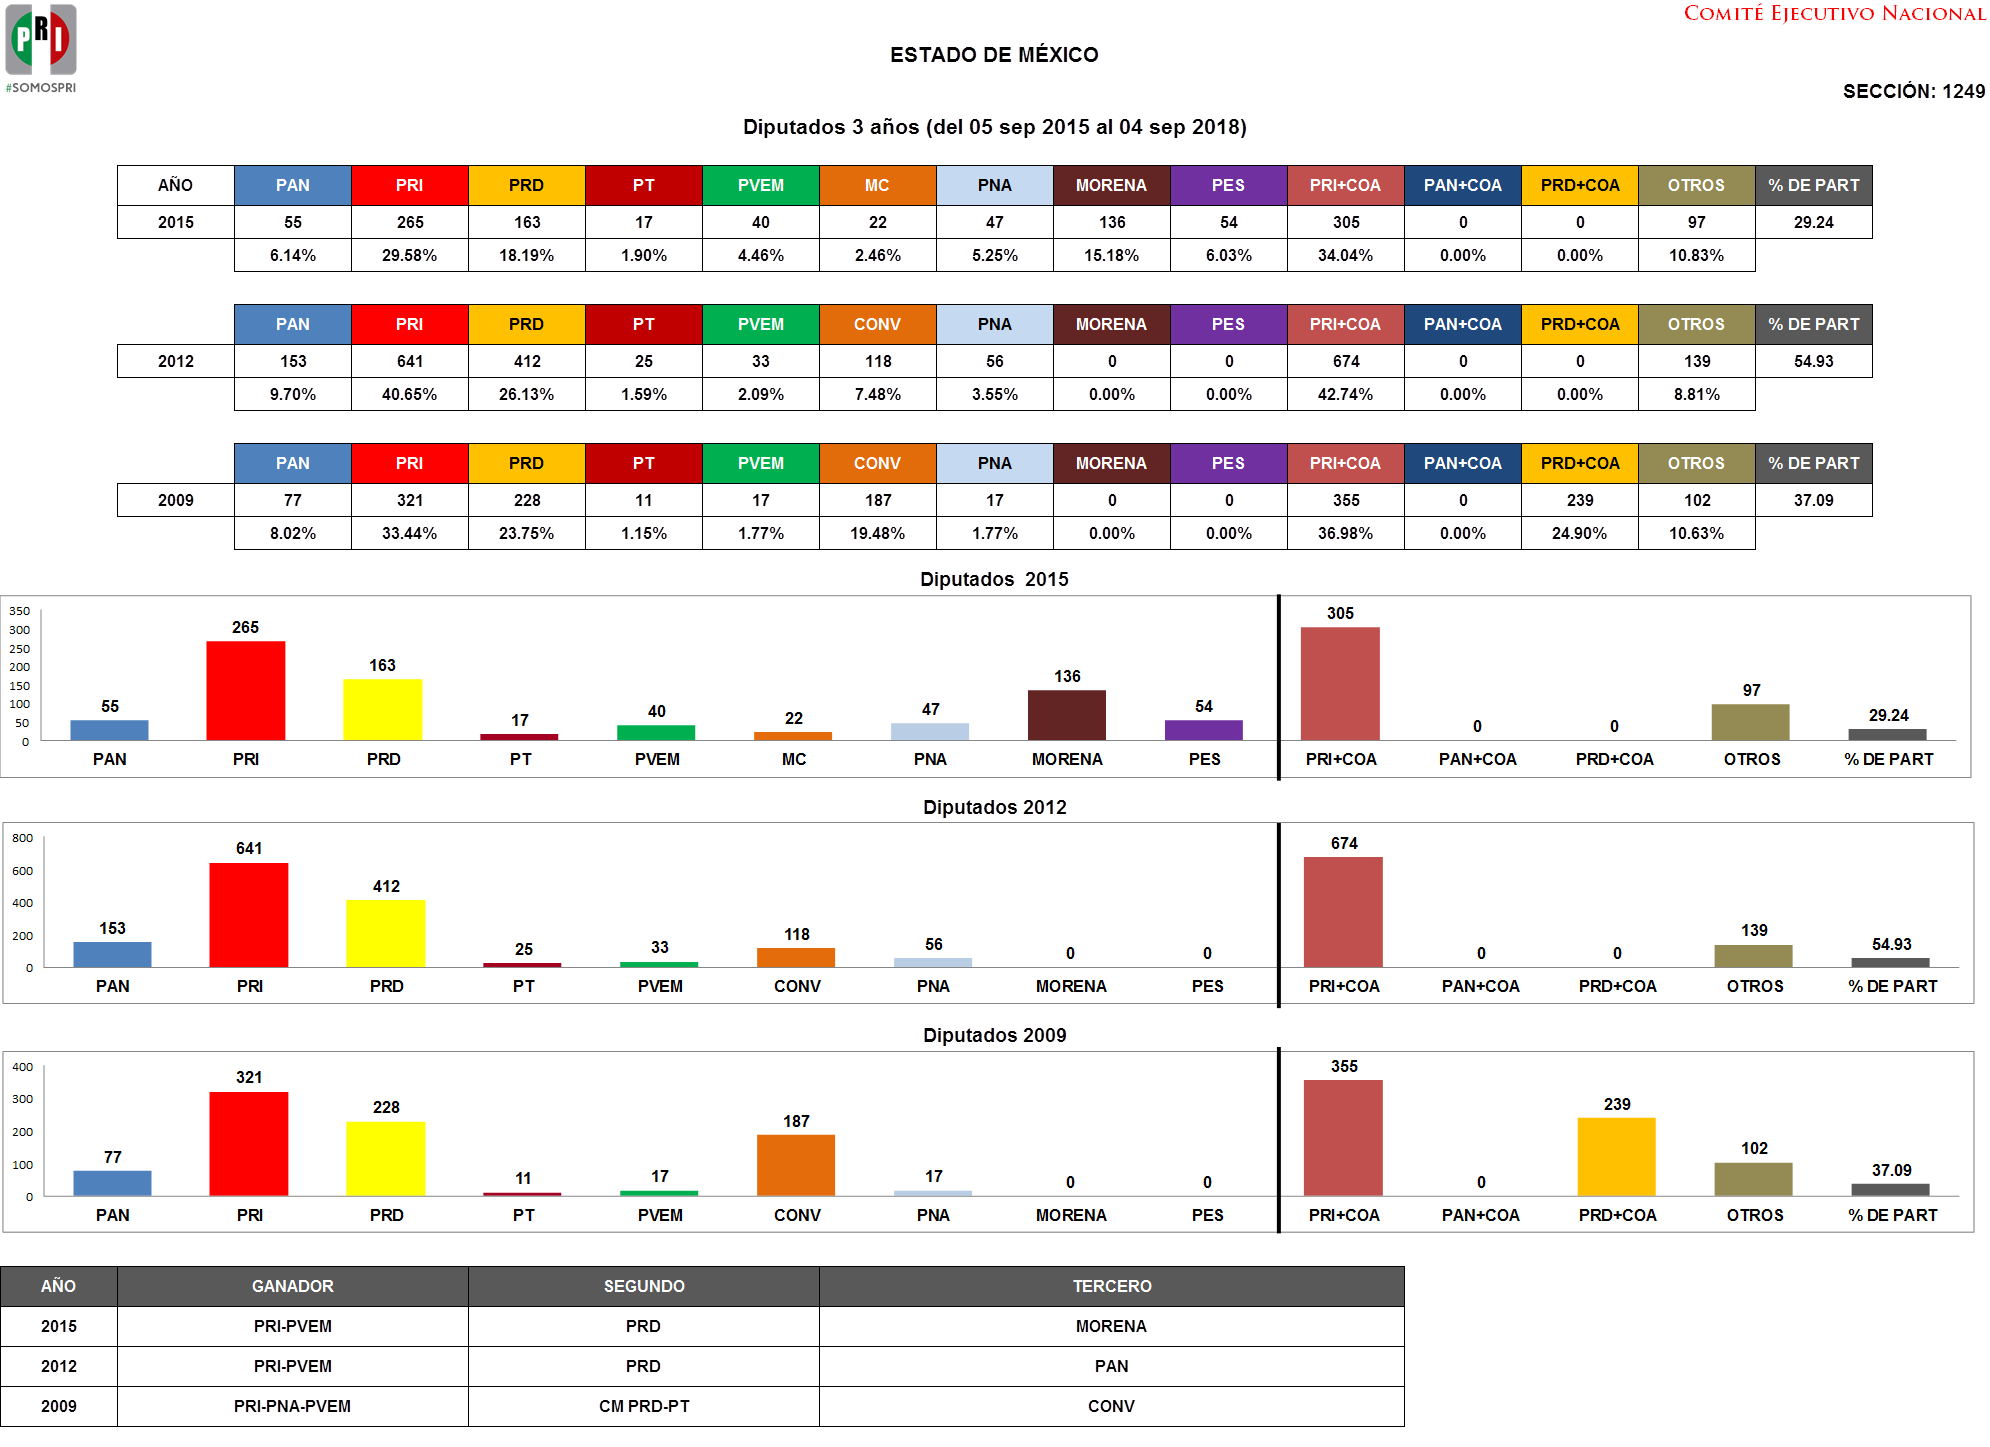 PRI
#SOMOSPRI
COMITÉ EJECUTIVO NACIONAL
ESTADO DE MÉXICO
SECCIÓN: 1249
Diputados 3 años (del 05 sep 2015 al 04 sep 2018)
AÑO PAN PRI PRD PT PVEM MC PNA MORENA PES PRI+COA PAN+COA PRD+COA OTROS % DE PART
2015 55 265 163 17 40 22 47 136 54 305 0 0 97 29.24
6.14% 29.58% 18.19% 1.90% 4.46% 2.46% 5.25% 15.18% 6.03% 34.04% 0.00% 0.00% 10.83%
PAN PRI PRD PT PVEM CONV PNA MORENA PES PRI+COA PAN+COA PRD+COA OTROS % DE PART
2012 153 641 412 25 33 118 56 0 0 674 0 0 139 54.93
9.70% 40.65% 26.13% 1.59% 2.09% 7.48% 3.55% 0.00% 0.00% 42.74% 0.00% 0.00% 8.81%
PAN PRI PRD PT PVEM CONV PNA MORENA PES PRI+COA PAN+COA PRD+COA OTROS % DE PART
2009 77 321 228 11 17 187 17 0 0 355 0 239 102 37.09
8.02% 33.44% 23.75% 1.15% 1.77% 19.48% 1.77% 0.00% 0.00% 36.98% 0.00% 24.90% 10.63%
Diputados 2015
350
300
250
200
150
100
50
0
55 265 163 17 40 22 47 136 54 305 0 0 97 29.24
PAN PRI PRD PT PVEM MC PNA MORENA PES PRI+COA PAN+COA PRD+COA OTROS % DE PART
Diputados 2012
800
600
400
200
0
153 641 412 25 33 118 56 0 0 674 0 0 139 54.93
PAN PRI PRD PT PVEM CONV PNA MORENA PES PRI+COA PAN+COA PRD+COA OTROS % DE PART
Diputados 2009
400
300
200
100
0
77 321 228 11 17 187 17 0 0 355 0 239 102 37.09
PAN PRI PRD PT PVEM CONV PNA MORENA PES PRI+COA PAN+COA PRD+COA OTROS % DE PART
AÑO GANADOR SEGUNDO TERCERO
2015 PRI-PVEM PRD MORENA
2012 PRI-PVEM PRD PAN
2009 PRI-PNA-PVEM CM PRD-PT CONV